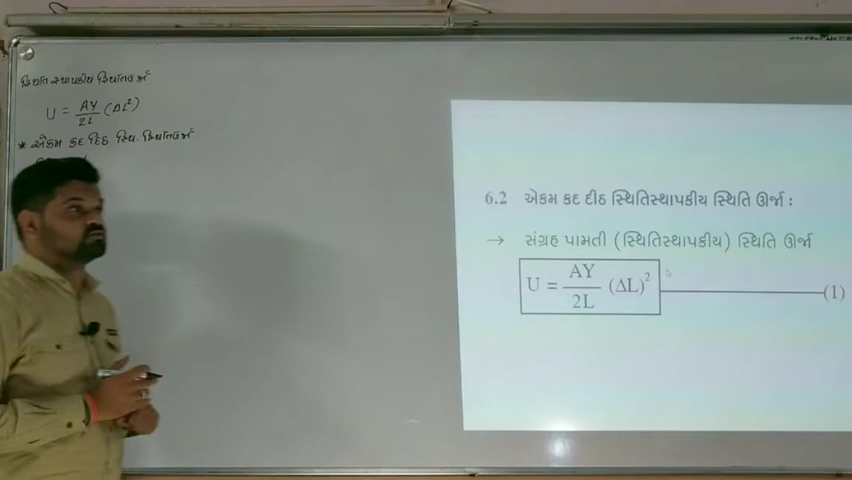 સ્થિતિ સ્થાપકીય સ્થિતિઊર્જા
U = AY/2L (ΔL²)
* એકમ કદ દિઠ સ્થિ. સ્થિતિઊર્જા
6.2 એકમ કદ દીઠ સ્થિતિસ્થાપકીય સ્થિતિ ઊર્જા :
→ સંગ્રહ પામતી (સ્થિતિસ્થાપકીય) સ્થિતિ ઊર્જા
U = AY/2L (ΔL)² (1)